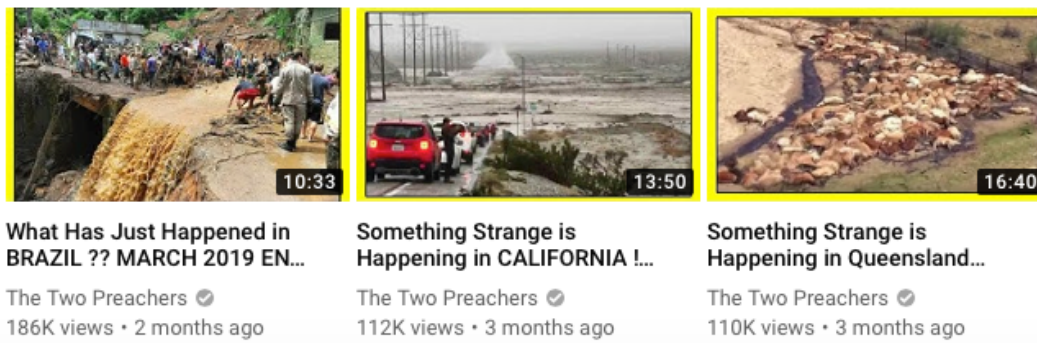 10:33
What Has Just Happened in
BRAZIL ?? MARCH 2019 EN...
The Two Preachers
186K views • 2 months ago
13:50
Something Strange is
Happening in CALIFORNIA !...
The Two Preachers
112K views • 3 months ago
16:40
Something Strange is
Happening in Queensland...
The Two Preachers
110K views • 3 months ago